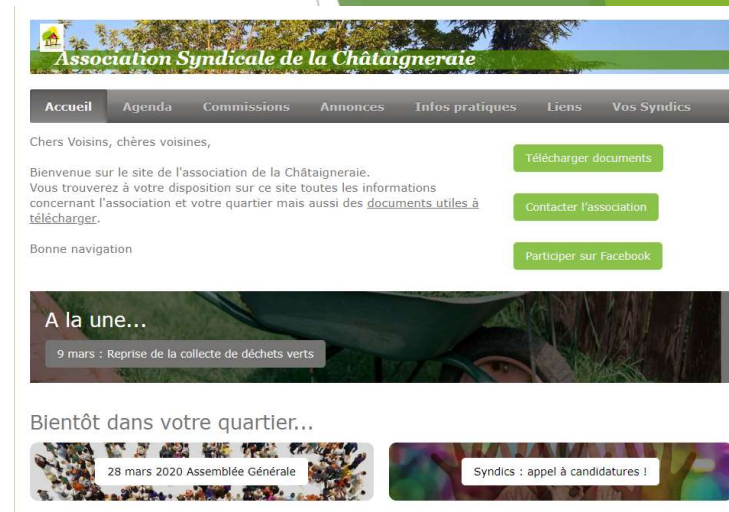 Association Syndicale de la Châtaigneraie
Accueil Agenda Commissions Annonces Infos pratiques Liens Vos Syndics
Chers Voisins, chères voisines,
Bienvenue sur le site de l'association de la Châtaigneraie.
Vous trouverez à votre disposition sur ce site toutes les informations
concernant l'association et votre quartier mais aussi des documents utiles à
télécharger.
Bonne navigation
Télécharger documents
Contacter l'association
Participer sur Facebook
A la une...
9 mars : Reprise de la collecte de déchets verts
Bientôt dans votre quartier...
28 mars 2020 Assemblée Générale
Syndics : appel à candidatures !